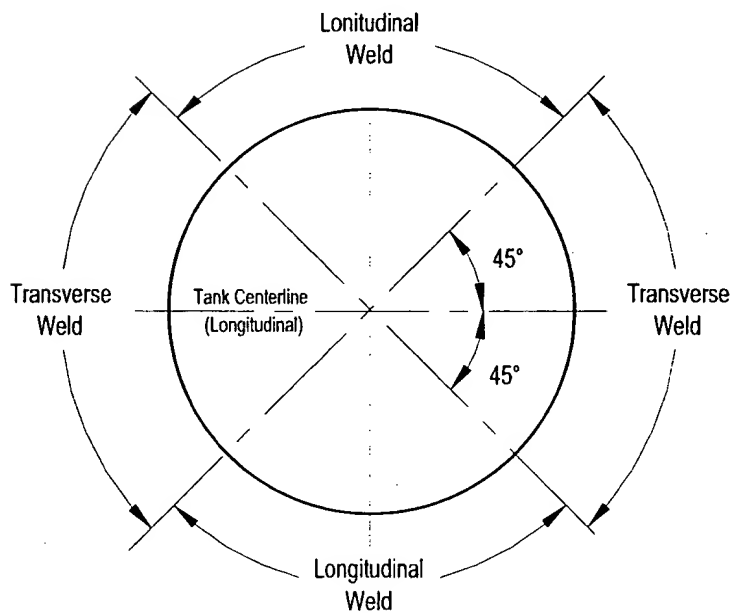 Lonitudinal
Weld
45°
Transverse
Weld
Tank Centerline
(Longitudinal)
Transverse
Weld
45°
Longitudinal
Weld